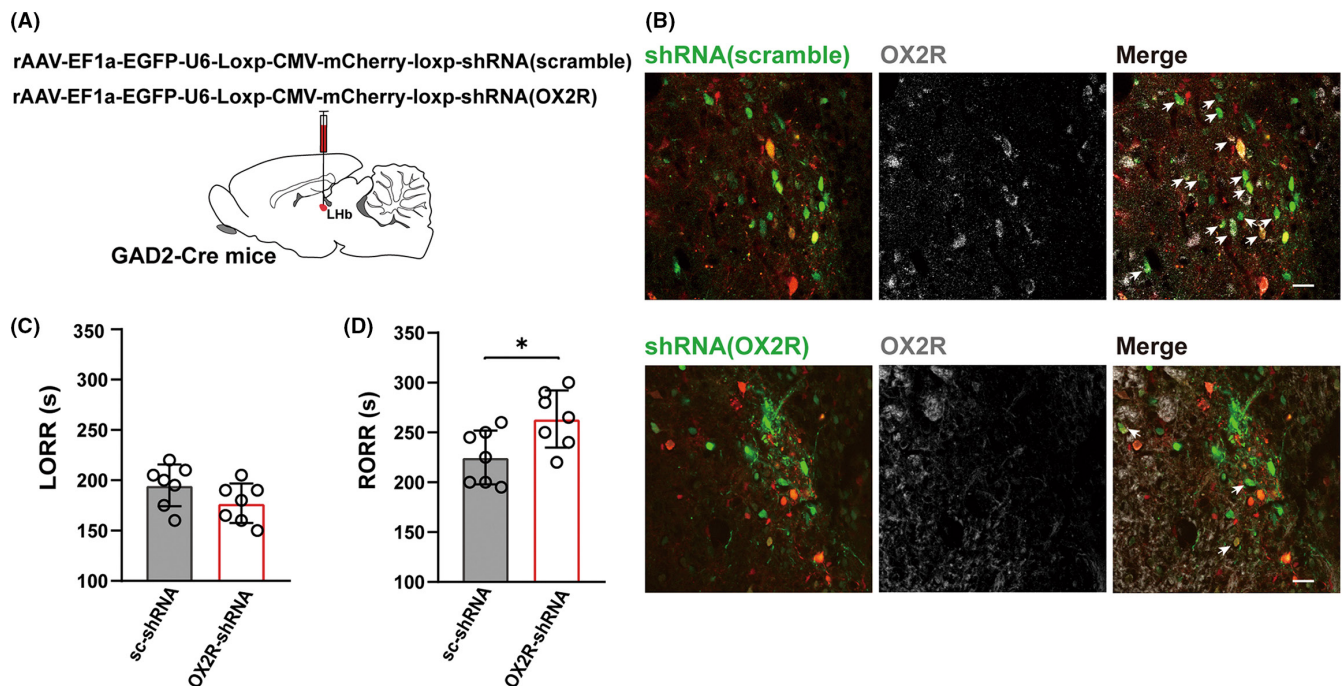 (A)
rAAV-EF1a-EGFP-U6-Loxp-CMV-mCherry-loxp-shRNA(scramble)
rAAV-EF1a-EGFP-U6-Loxp-CMV-mCherry-loxp-shRNA(OX2R)
LHb
GAD2-Cre mice
(B)
shRNA(scramble) OX2R Merge
shRNA(OX2R) OX2R Merge
(C)
LORR (s)
350
300
250
200
150
100
sc-shRNA
OX2R-shRNA
(D)
RORR (s)
350
300
250
200
150
100
*
sc-shRNA
OX2R-shRNA